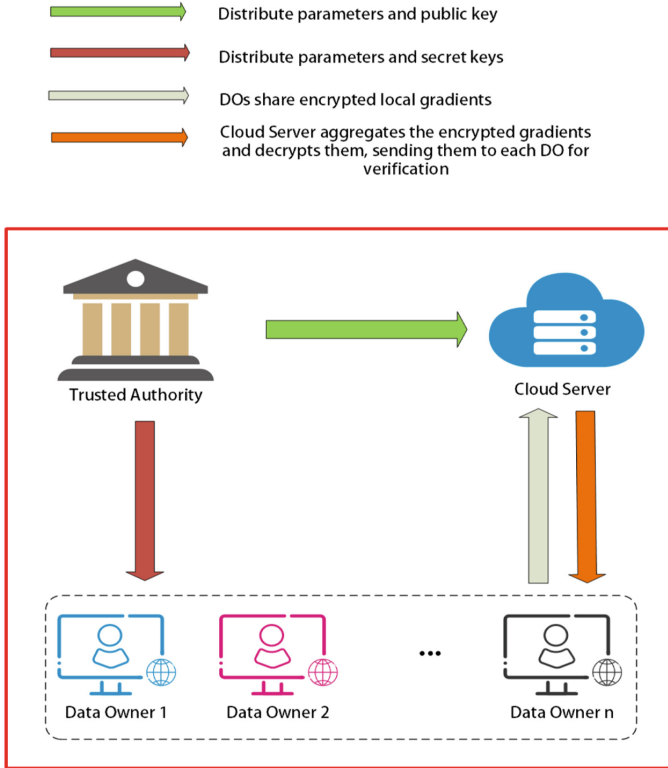 Distribute parameters and public key
Distribute parameters and secret keys
DOs share encrypted local gradients
Cloud Server aggregates the encrypted gradients
and decrypts them, sending them to each DO for
verification
Trusted Authority
Cloud Server
Data Owner 1
Data Owner 2
...
Data Owner n